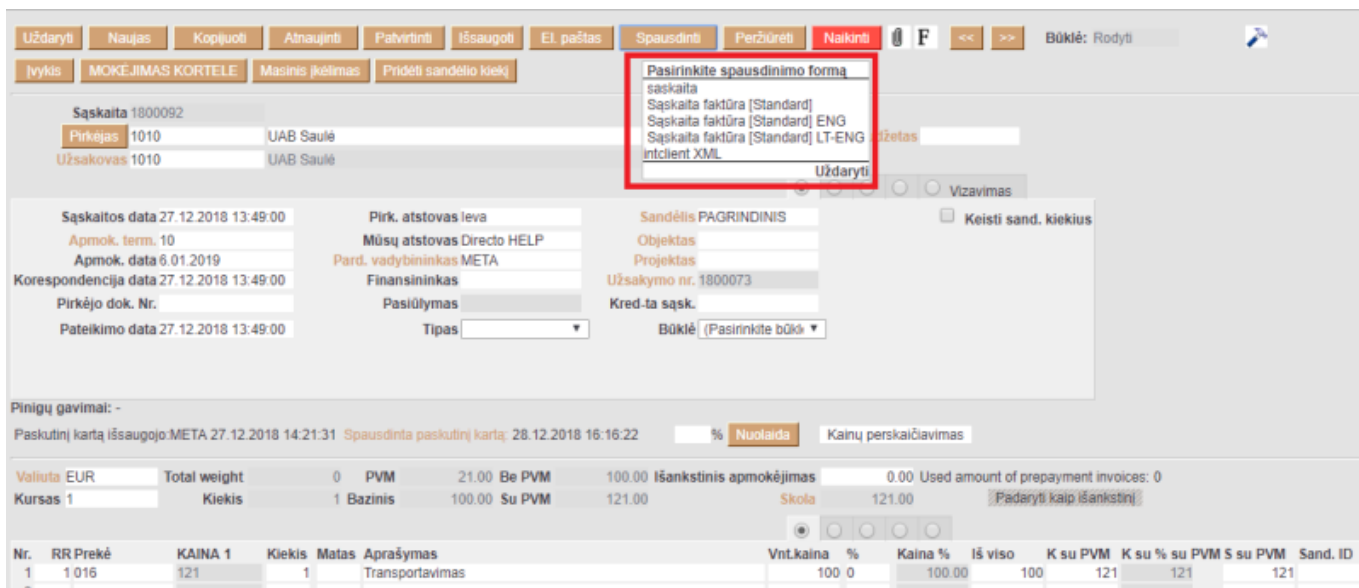 Uždaryti Naujas Kopijuoti Atnaujinti Patvirtinti Išsaugoti El. paštas Spausdinti Peržiūrėti Naikinti F << >> Būklė: Rodyti
Įvykis MOKĖJIMAS KORTELE Masinis įkėlimas Pridėti sandėlio kiekį
Pasirinkite spausdinimo formą
saskaita
Sąskaita faktūra [Standard]
Sąskaita faktūra [Standard] ENG
Sąskaita faktūra [Standard] LT-ENG
intclient XML
Uždaryti
Sąskaita 1800092
Pirkėjas 1010 UAB Saulė
Užsakovas 1010 UAB Saulė
Vizavimas
Sąskaitos data 27.12.2018 13:49:00 Pirk. atstovas Ieva Sandėlis PAGRINDINIS Keisti sand. kiekius
Apmok. term. 10 Mūsų atstovas Directo HELP Objektas
Apmok. data 6.01.2019 Pard. vadybininkas META Projektas
Korespondencija data 27.12.2018 13:49:00 Finansininkas Užsakymo nr. 1800073
Pirkėjo dok. Nr. Pasiūlymas Kred-ta sąsk.
Pateikimo data 27.12.2018 13:49:00 Tipas Būklė (Pasirinkite būkl
Pinigų gavimai: -
Paskutinį kartą išsaugojo:META 27.12.2018 14:21:31 Spausdinta paskutinį kartą: 28.12.2018 16:16:22 % Nuolaida Kainų perskaičiavimas
Valiuta EUR Total weight 0 PVM 21.00 Be PVM 100.00 Išankstinis apmokėjimas 0.00 Used amount of prepayment invoices: 0
Kursas 1 Kiekis 1 Bazinis 100.00 Su PVM 121.00 Skola 121.00 Padaryti kaip išankstinį
Nr. RR Prekė KAINA 1 Kiekis Matas Aprašymas Vnt.kaina % Kaina % Iš viso K su PVM K su % su PVM S su PVM Sand. ID
1 1 016 121 1 Transportavimas 100 0 100.00 100 121 121 121